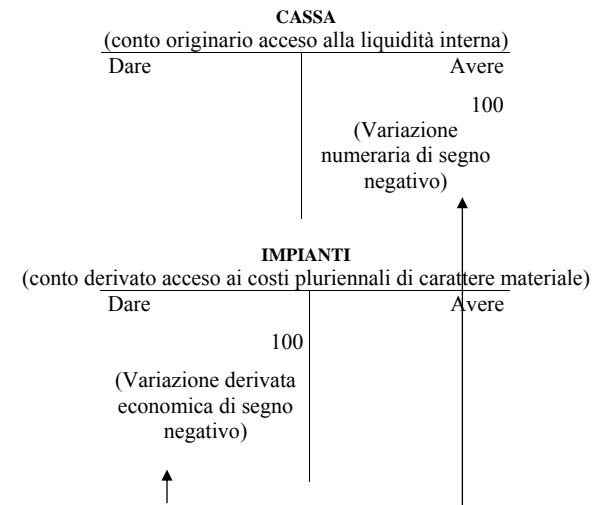 CASSA
(conto originario acceso alla liquidità interna)
Dare Avere
100
(Variazione
numeraria di segno
negativo)
IMPIANTI
(conto derivato acceso ai costi pluriennali di carattere materiale)
Dare Avere
100
(Variazione derivata
economica di segno
negativo)